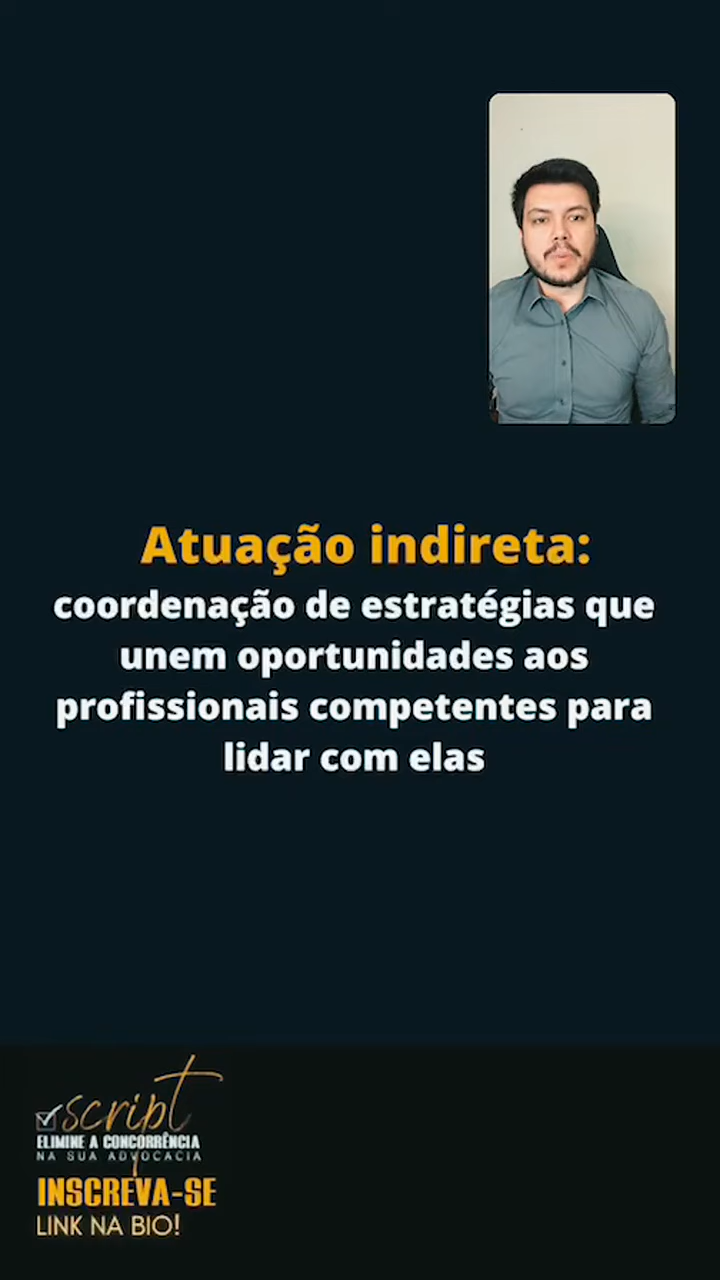 Atuação indireta:
coordenação de estratégias que
unem oportunidades aos
profissionais competentes para
lidar com elas
script
ELIMINE A CONCORRÊNCIA
NA SUA ADVOCACIA
INSCREVA-SE
LINK NA BIO!